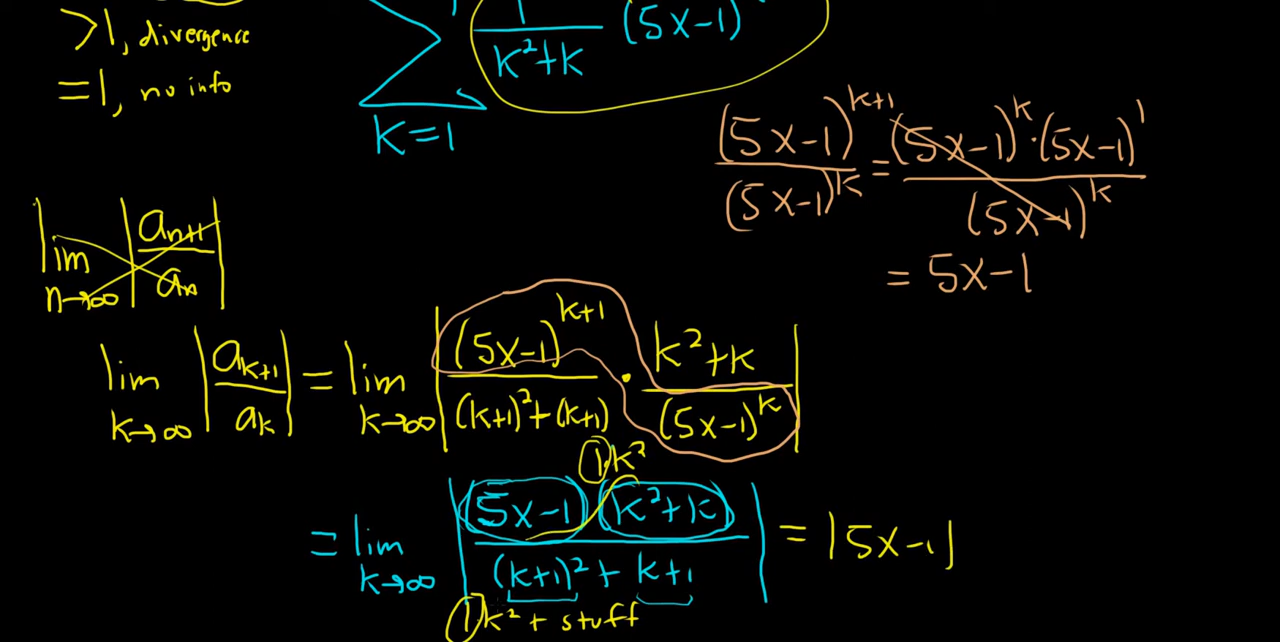 >1, divergence
=1, no info
∑ 1/(k²+k) (5x-1)
K=1
(5x-1)^(k+1)/(5x-1)^k = (5x-1)^k·(5x-1)^1/(5x-1)^k
= 5x-1
lim n→∞ |a_(n+1)/a_n|
lim k→∞ |a_(k+1)/a_k| = lim k→∞ |(5x-1)^(k+1)/((k+1)²+(k+1)) · (k²+k)/(5x-1)^k|
1·k²
= lim k→∞ |(5x-1)(k²+k)/((k+1)²+k+1)| = |5x-1|
1k² + stuff